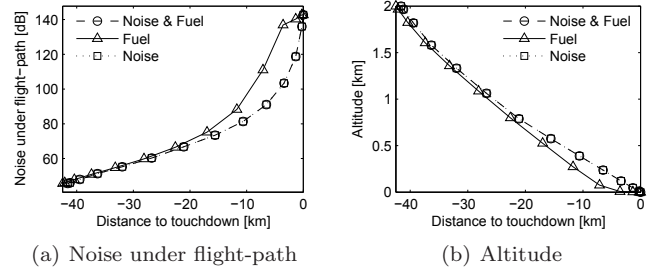 Noise under flight−path [dB]
140
120
100
80
60
−40
−30
−20
−10
0
Distance to touchdown [km]
Noise & Fuel
Fuel
Noise
(a) Noise under flight-path
Altitude [km]
2
1.5
1
0.5
0
−40
−30
−20
−10
0
Distance to touchdown [km]
Noise & Fuel
Fuel
Noise
(b) Altitude